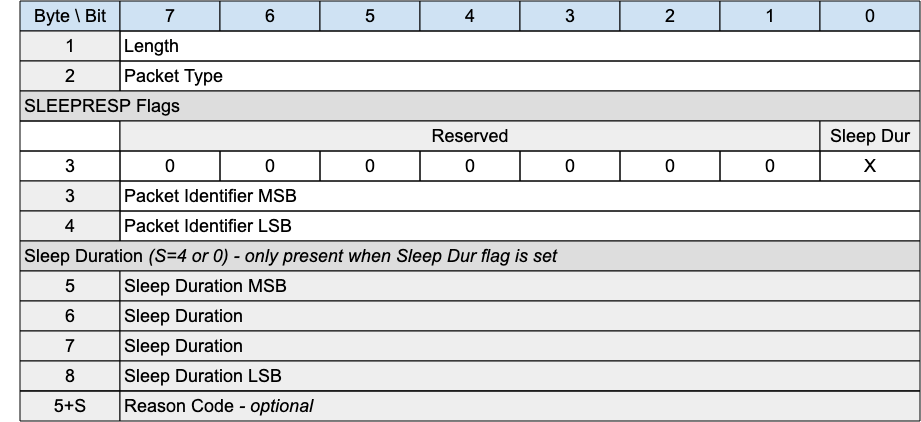 Byte \ Bit 7 6 5 4 3 2 1 0
1 Length
2 Packet Type
SLEEPRESP Flags
Reserved Sleep Dur
3 0 0 0 0 0 0 0 X
3 Packet Identifier MSB
4 Packet Identifier LSB
Sleep Duration (S=4 or 0) - only present when Sleep Dur flag is set
5 Sleep Duration MSB
6 Sleep Duration
7 Sleep Duration
8 Sleep Duration LSB
5+S Reason Code - optional